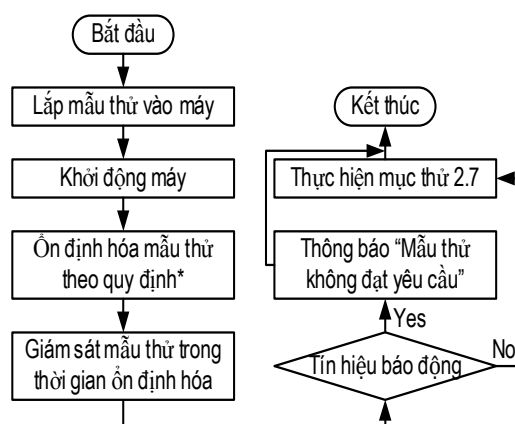 Bắt đầu
Lắp mẫu thử vào máy
Khởi động máy
Ổn định hóa mẫu thử
theo quy định*
Giám sát mẫu thử trong
thời gian ổn định hóa
Tín hiệu báo động
Yes
No
Thông báo “Mẫu thử
không đạt yêu cầu”
Thực hiện mục thử 2.7
Kết thúc